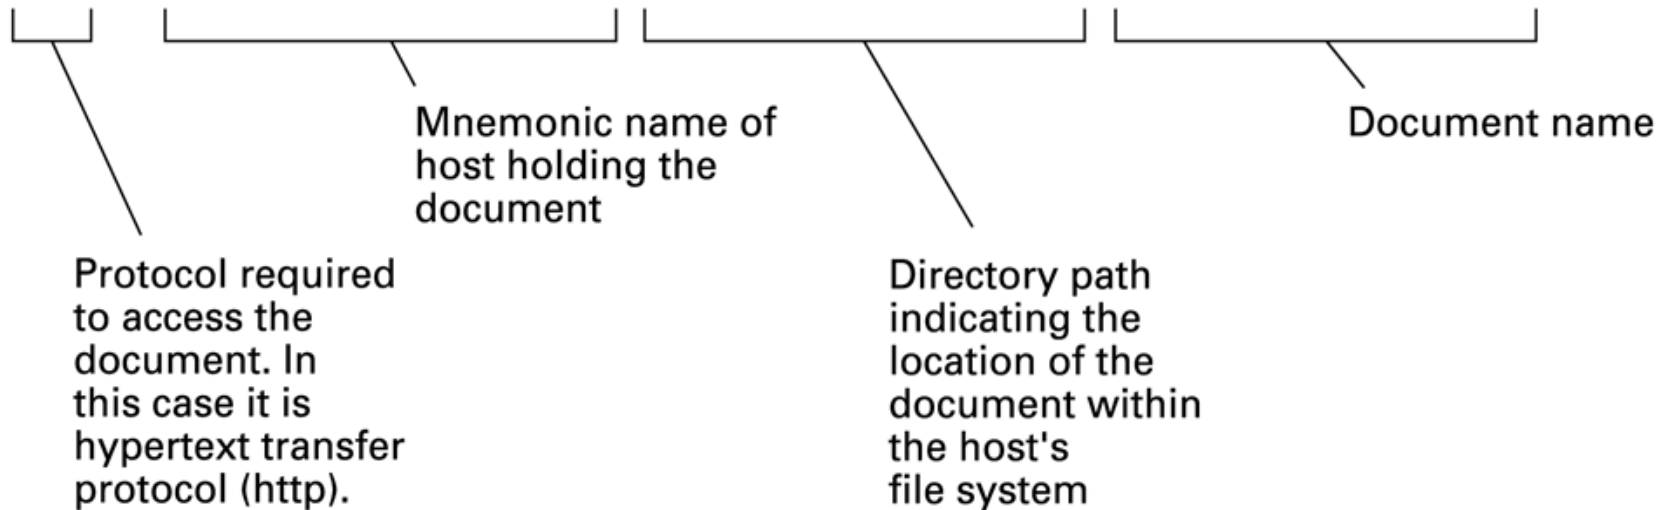 Mnemonic name of
host holding the
document
Document name
Protocol required
to access the
document. In
this case it is
hypertext transfer
protocol (http).
Directory path
indicating the
location of the
document within
the host's
file system